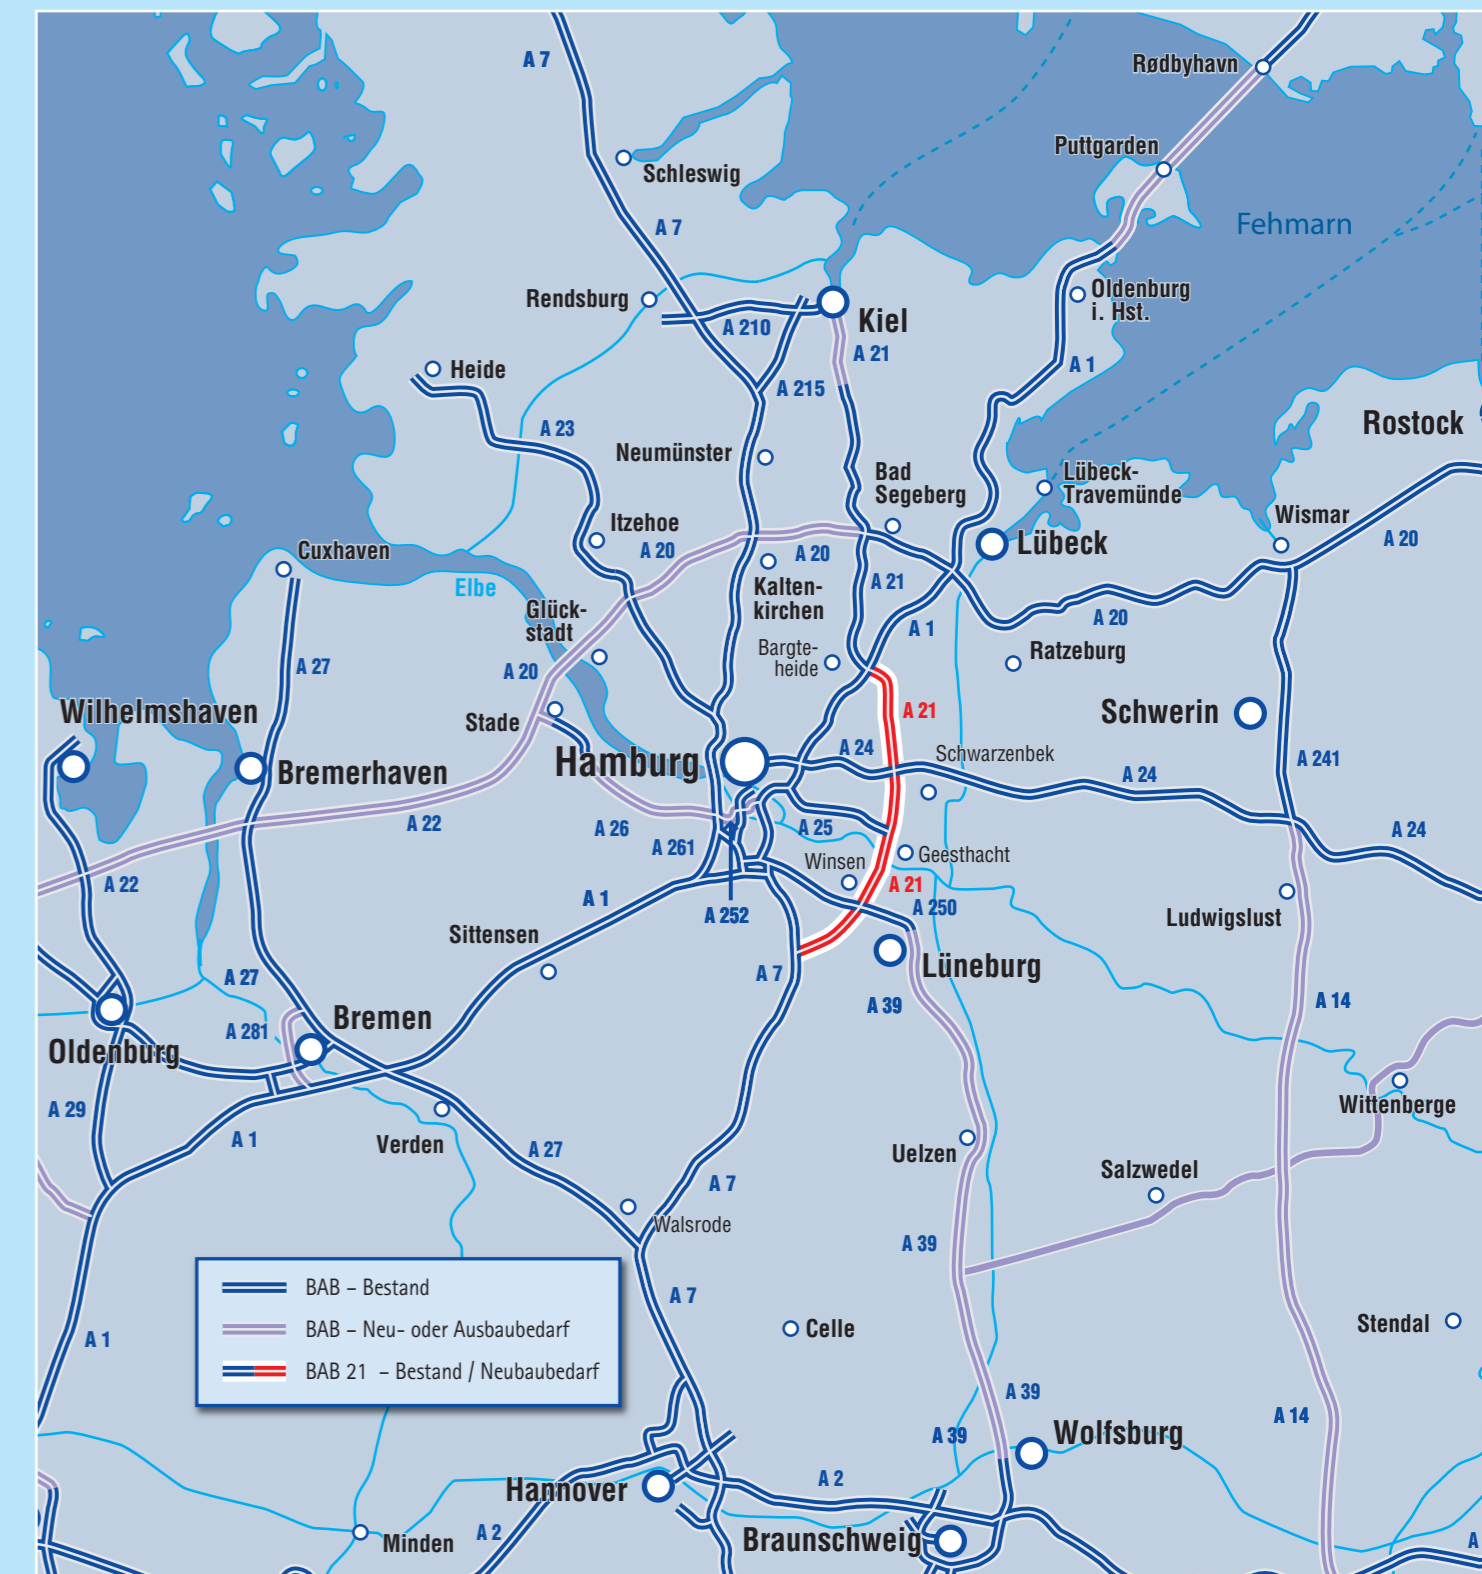 A 7
Rødbyhavn
Puttgarden
Schleswig
A 7
Fehmarn
Rendsburg
Oldenburg
i. Hst.
Kiel
A 210
A 21
A 1
Heide
A 215
A 23
Rostock
Neumünster
Bad
Segeberg
Lübeck-
Travemünde
Itzehoe
Wismar
A 20
A 20
A 20
Lübeck
Cuxhaven
Elbe
Kalten-
kirchen
A 21
Glück-
stadt
A 20
A 1
Bargte-
heide
Ratzeburg
A 27
A 20
Wilhelmshaven
Stade
A 21
Schwerin
Hamburg
A 24
Schwarzenbek
Bremerhaven
A 24
A 241
A 22
A 26
A 25
A 24
A 261
Winsen
Geesthacht
A 22
A 21
A 1
A 252
A 250
Ludwigslust
Sittensen
Lüneburg
A 27
A 7
A 39
A 14
Bremen
A 281
Oldenburg
A 29
Wittenberge
A 1
Verden
A 27
Uelzen
Salzwedel
A 7
Walsrode
A 39
BAB – Bestand
BAB – Neu- oder Ausbaubedarf
BAB 21 – Bestand / Neubaubedarf
A 7
A 1
Celle
Stendal
A 39
A 14
A 39
Wolfsburg
Hannover
A 2
Minden
A 2
Braunschweig
A